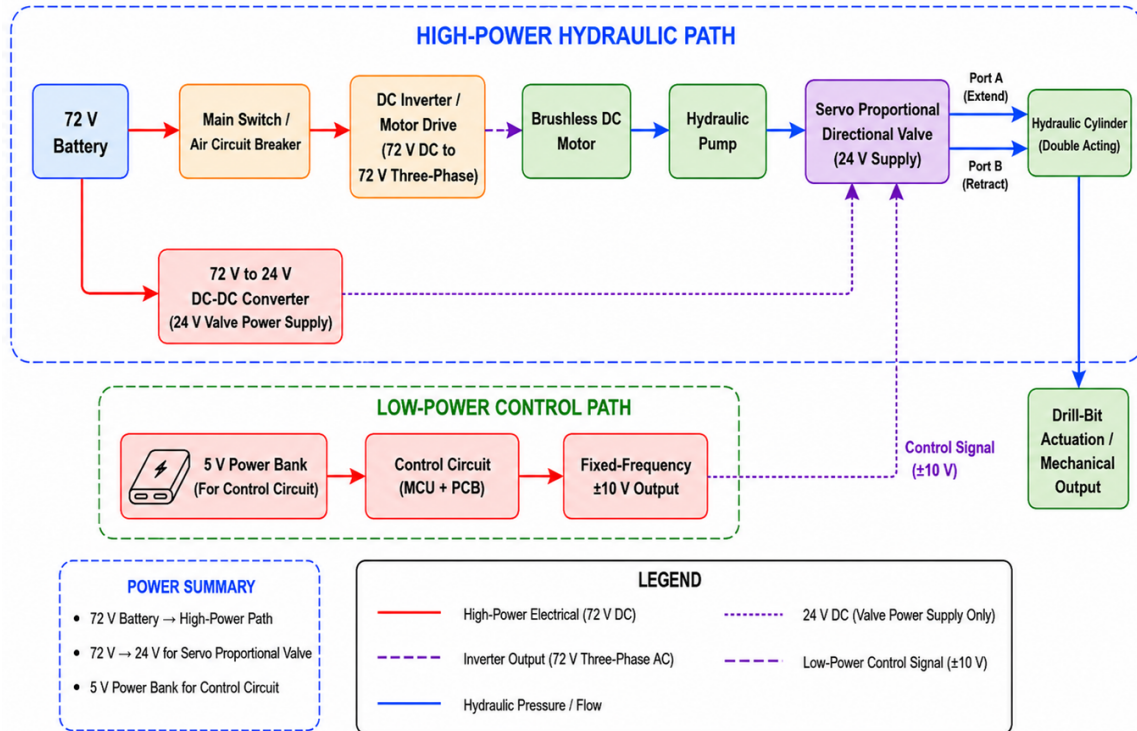 HIGH-POWER HYDRAULIC PATH
72 V
Battery
Main Switch /
Air Circuit Breaker
DC Inverter /
Motor Drive
(72 V DC to
72 V Three-Phase)
Brushless DC
Motor
Hydraulic
Pump
Servo Proportional
Directional Valve
(24 V Supply)
Port A
(Extend)
Port B
(Retract)
Hydraulic Cylinder
(Double Acting)
72 V to 24 V
DC-DC Converter
(24 V Valve Power Supply)
LOW-POWER CONTROL PATH
5 V Power Bank
(For Control Circuit)
Control Circuit
(MCU + PCB)
Fixed-Frequency
±10 V Output
Control Signal
(±10 V)
Drill-Bit
Actuation /
Mechanical
Output
POWER SUMMARY
• 72 V Battery → High-Power Path
• 72 V → 24 V for Servo Proportional Valve
• 5 V Power Bank for Control Circuit
LEGEND
High-Power Electrical (72 V DC)
Inverter Output (72 V Three-Phase AC)
Hydraulic Pressure / Flow
24 V DC (Valve Power Supply Only)
Low-Power Control Signal (±10 V)